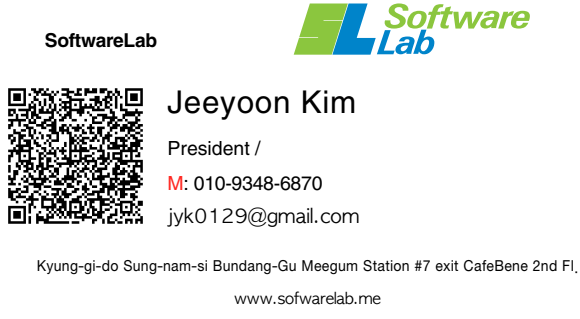 SoftwareLab
Software
Lab
Jeeyoon Kim
President /
M: 010-9348-6870
jyk0129@gmail.com
Kyung-gi-do Sung-nam-si Bundang-Gu Meegum Station #7 exit CafeBene 2nd Fl.
www.sofwarelab.me